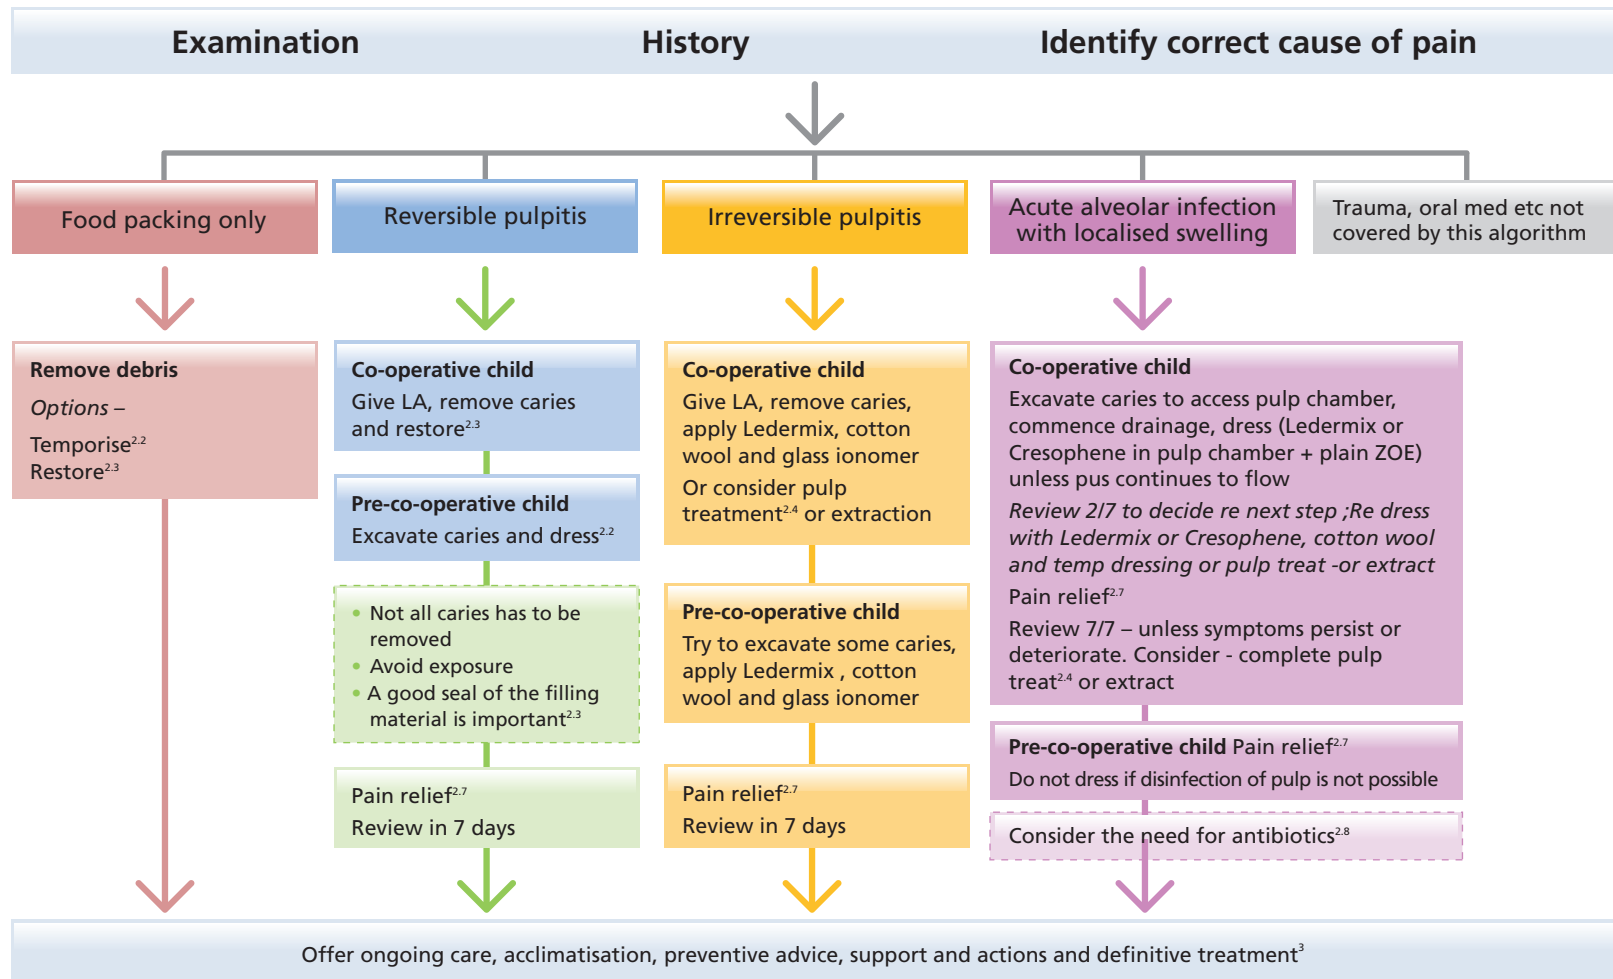 Examination History Identify correct cause of pain
Food packing only
Reversible pulpitis
Irreversible pulpitis
Acute alveolar infection
with localised swelling
Trauma, oral med etc not
covered by this algorithm
Remove debris
Options –
Temporise2.2
Restore2.3
Co-operative child
Give LA, remove caries
and restore2.3
Pre-co-operative child
Excavate caries and dress2.2
• Not all caries has to be
removed
• Avoid exposure
• A good seal of the filling
material is important2.3
Pain relief2.7
Review in 7 days
Co-operative child
Give LA, remove caries,
apply Ledermix, cotton
wool and glass ionomer
Or consider pulp
treatment2.4 or extraction
Pre-co-operative child
Try to excavate some caries,
apply Ledermix , cotton
wool and glass ionomer
Pain relief2.7
Review in 7 days
Co-operative child
Excavate caries to access pulp chamber,
commence drainage, dress (Ledermix or
Cresophene in pulp chamber + plain ZOE)
unless pus continues to flow
Review 2/7 to decide re next step ;Re dress
with Ledermix or Cresophene, cotton wool
and temp dressing or pulp treat -or extract
Pain relief2.7
Review 7/7 – unless symptoms persist or
deteriorate. Consider - complete pulp
treat2.4 or extract
Pre-co-operative child Pain relief2.7
Do not dress if disinfection of pulp is not possible
Consider the need for antibiotics2.8
Offer ongoing care, acclimatisation, preventive advice, support and actions and definitive treatment3